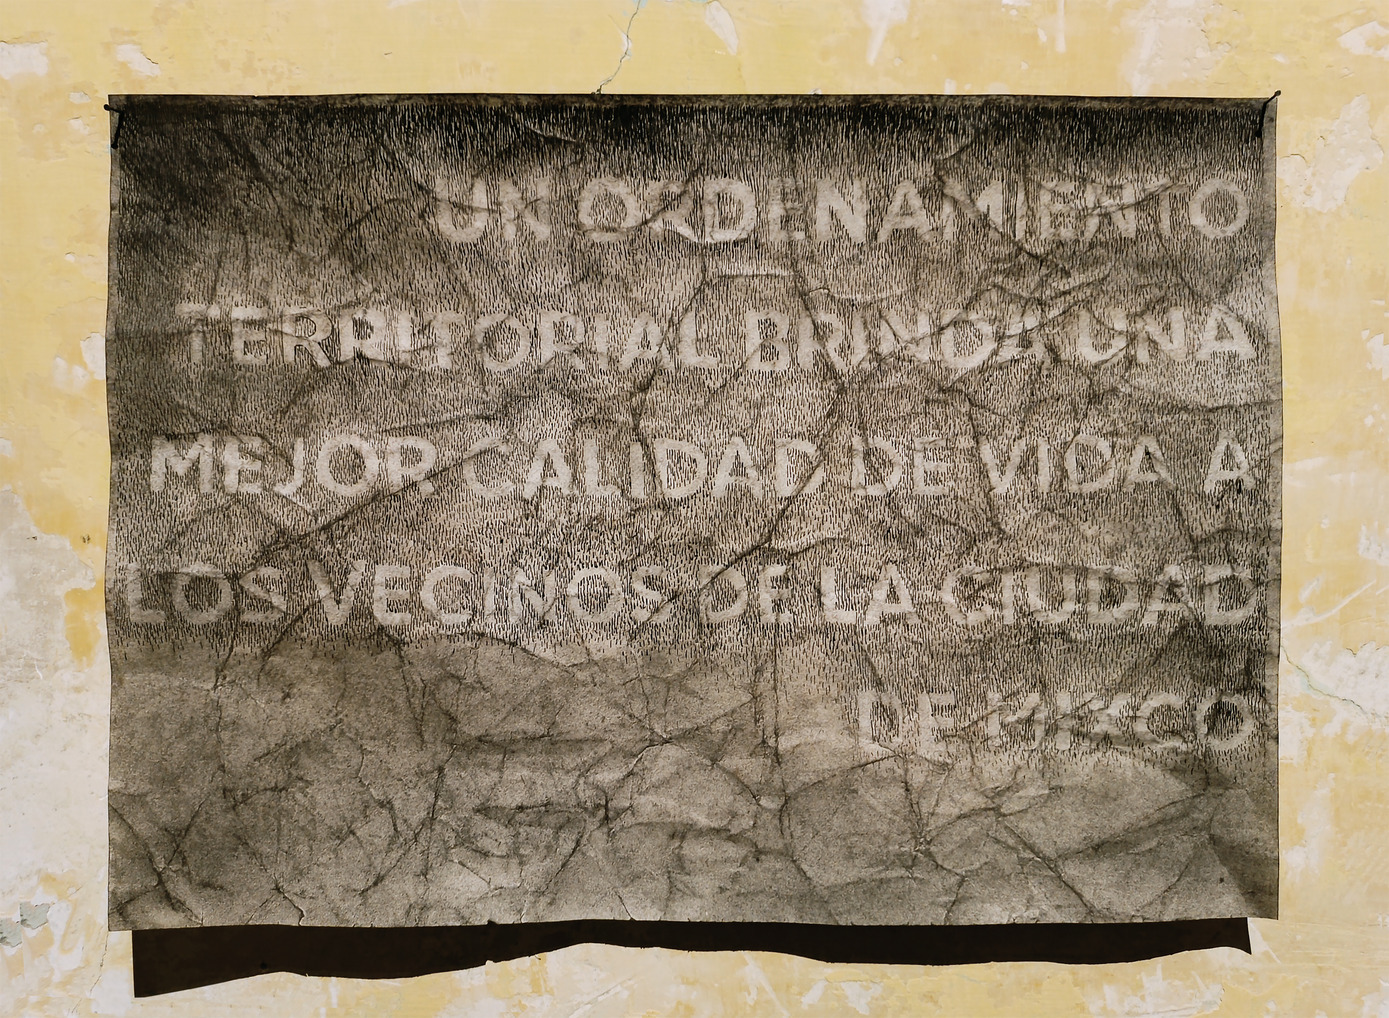 UN ORDENAMIENTO
TERRITORIAL BRINDA UNA
MEJOR CALIDAD DE VIDA A
LOS VECINOS DE LA CIUDAD
DE MEXICO